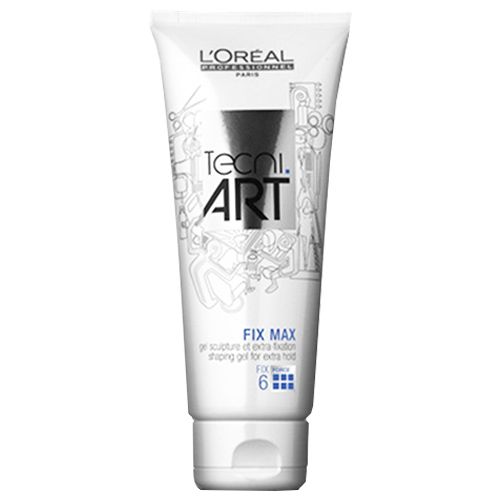 L'ORÉAL
PROFESSIONNEL
PARIS
Tecni.
ART
FIX MAX
gel sculpture et extra fixation
shaping gel for extra hold
FIX FORCE
6